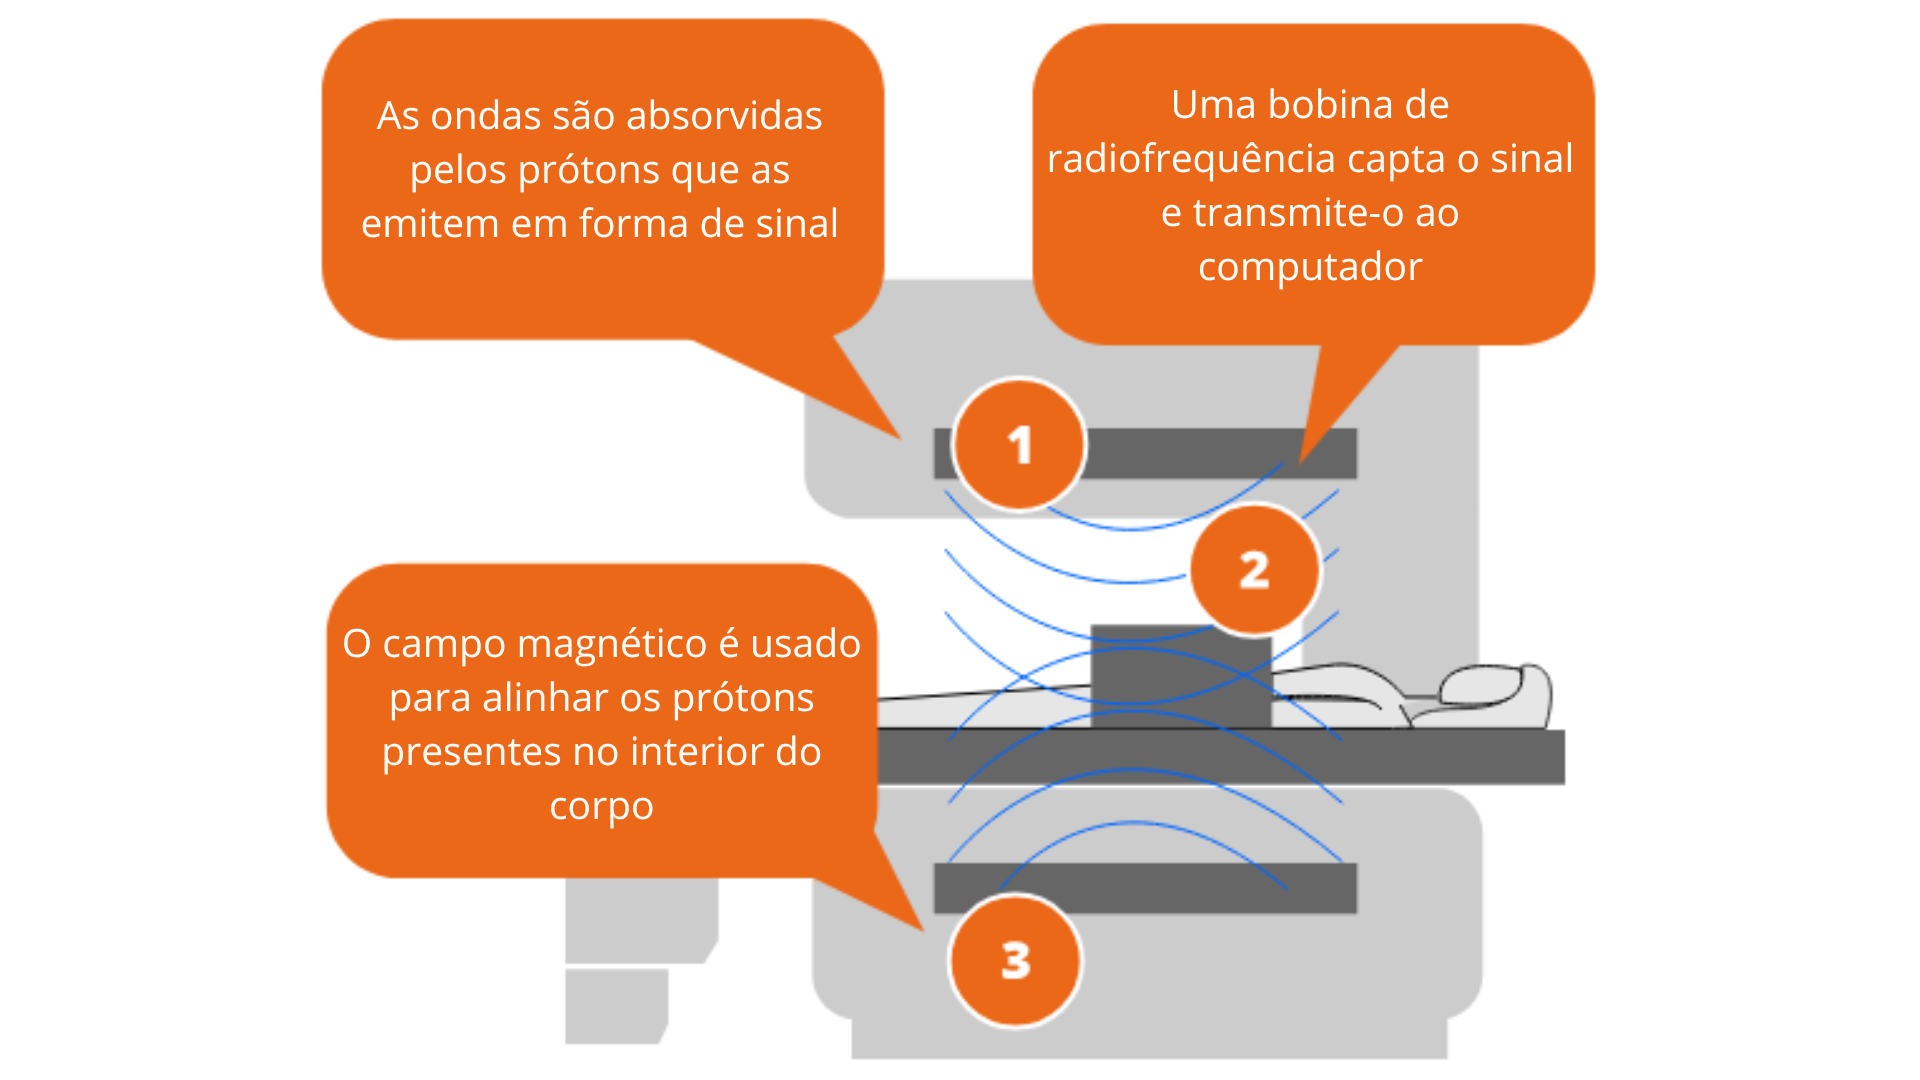 As ondas são absorvidas
pelos prótons que as
emitem em forma de sinal
Uma bobina de
radiofrequência capta o sinal
e transmite-o ao
computador
1
2
O campo magnético é usado
para alinhar os prótons
presentes no interior do
corpo
3